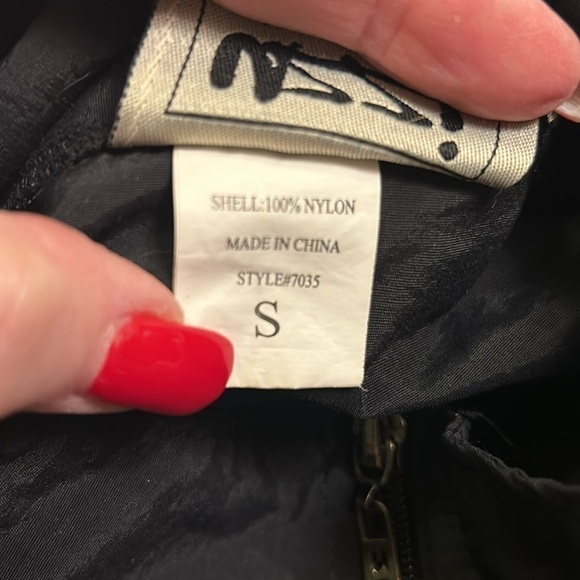 SHELL:100% NYLON
MADE IN CHINA
STYLE#7035
S